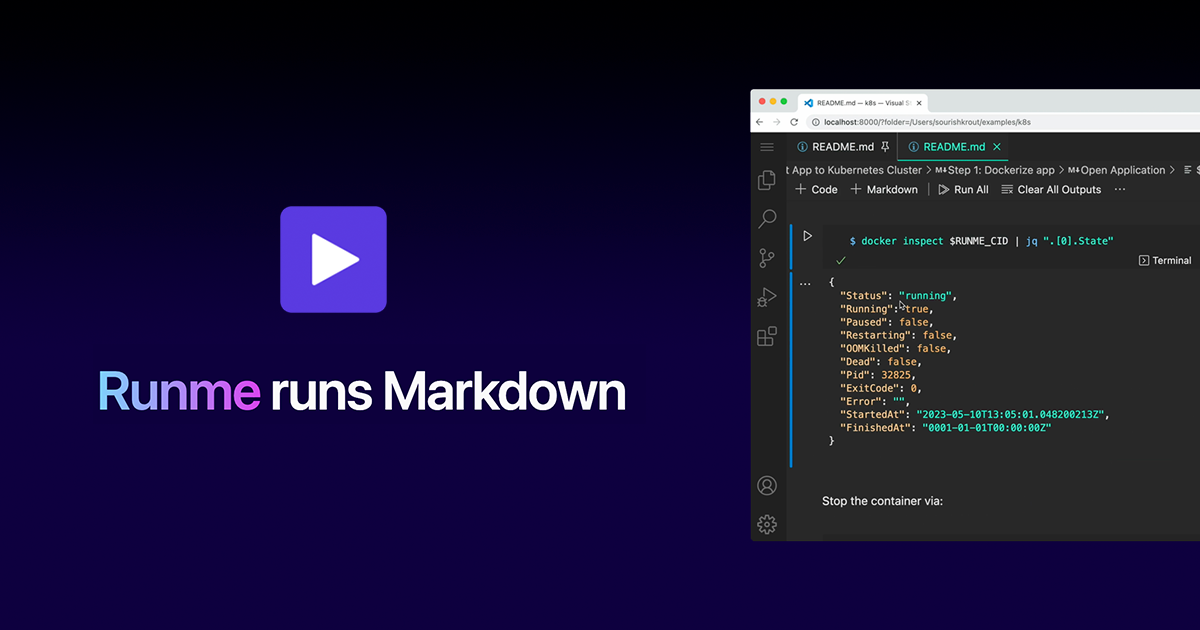 Runme runs Markdown
README.md — k8s — Visual S
localhost:8000/?folder=/Users/sourishkrout/examples/k8s
README.md
README.md
t App to Kubernetes Cluster > M↓Step 1: Dockerize app > M↓Open Application >
+ Code + Markdown Run All Clear All Outputs ...
$ docker inspect $RUNME_CID | jq ".[0].State"
Terminal
...
{
"Status": "running",
"Running": true,
"Paused": false,
"Restarting": false,
"OOMKilled": false,
"Dead": false,
"Pid": 32825,
"ExitCode": 0,
"Error": "",
"StartedAt": "2023-05-10T13:05:01.048200213Z",
"FinishedAt": "0001-01-01T00:00:00Z"
}
Stop the container via: